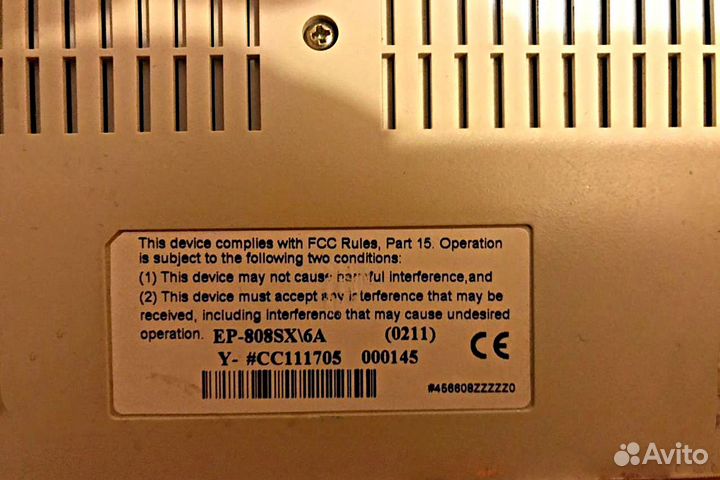 This device complies with FCC Rules, Part 15. Operation
is subject to the following two conditions:
(1) This device may not cause harmful interference,and
(2) This device must accept any interference that may be
received, including interference that may cause undesired
operation. EP-808SX\6A (0211)
Y- #CC111705 000145
CE
#456608ZZZZZ0
Avito